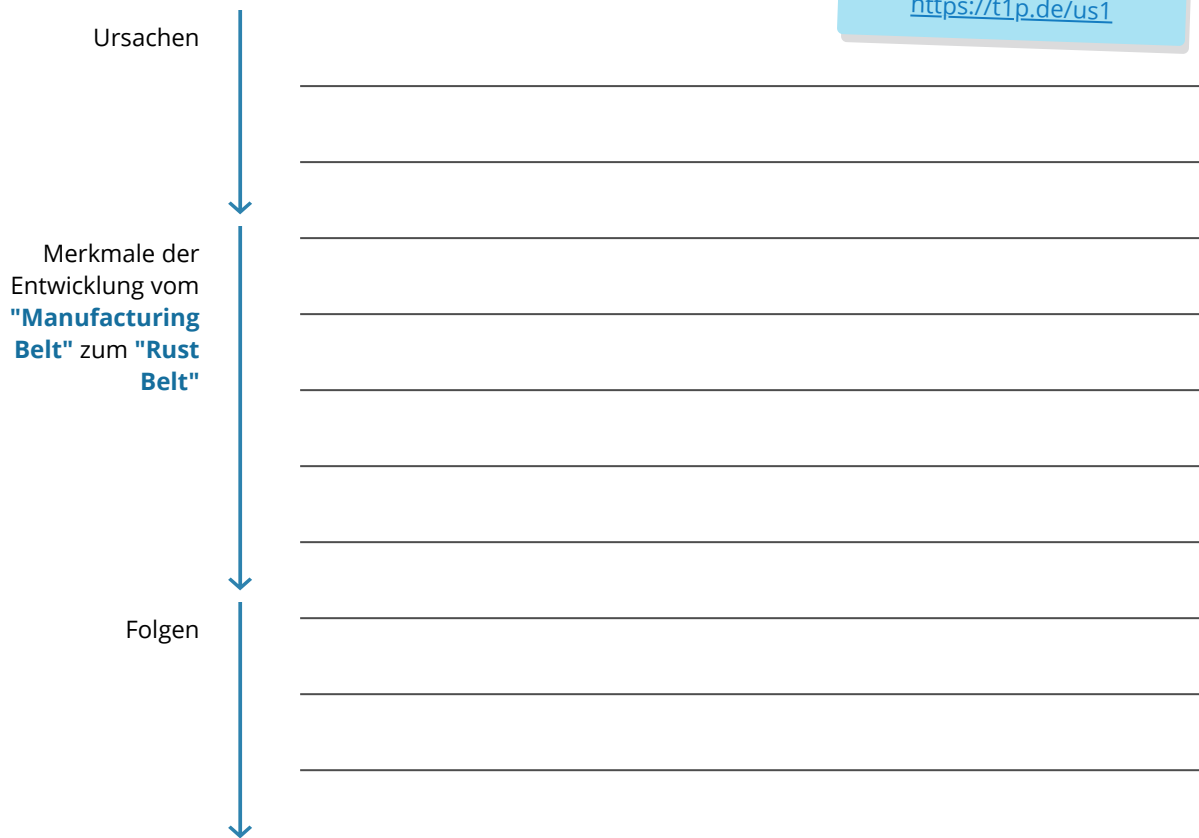 https://t1p.de/us1
Ursachen
Merkmale der
Entwicklung vom
"Manufacturing
Belt" zum "Rust
Belt"
Folgen